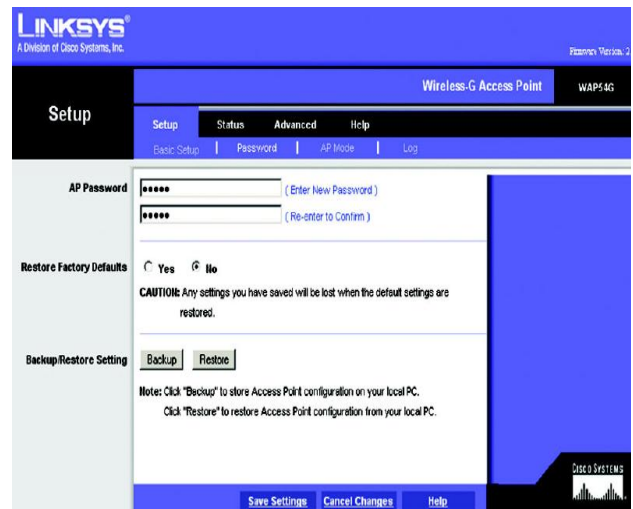 LINKSYS®
A Division of Cisco Systems, Inc.
Firmware Version: 2
Wireless-G Access Point WAP54G
Setup
Setup Status Advanced Help
Basic Setup | Password | AP Mode | Log
AP Password
( Enter New Password )
( Re-enter to Confirm )
Restore Factory Defaults Yes No
CAUTION: Any settings you have saved will be lost when the default settings are
restored.
Backup/Restore Setting Backup Restore
Note: Click "Backup" to store Access Point configuration on your local PC.
Click "Restore" to restore Access Point configuration from your local PC.
Save Settings Cancel Changes Help
CISCO SYSTEMS